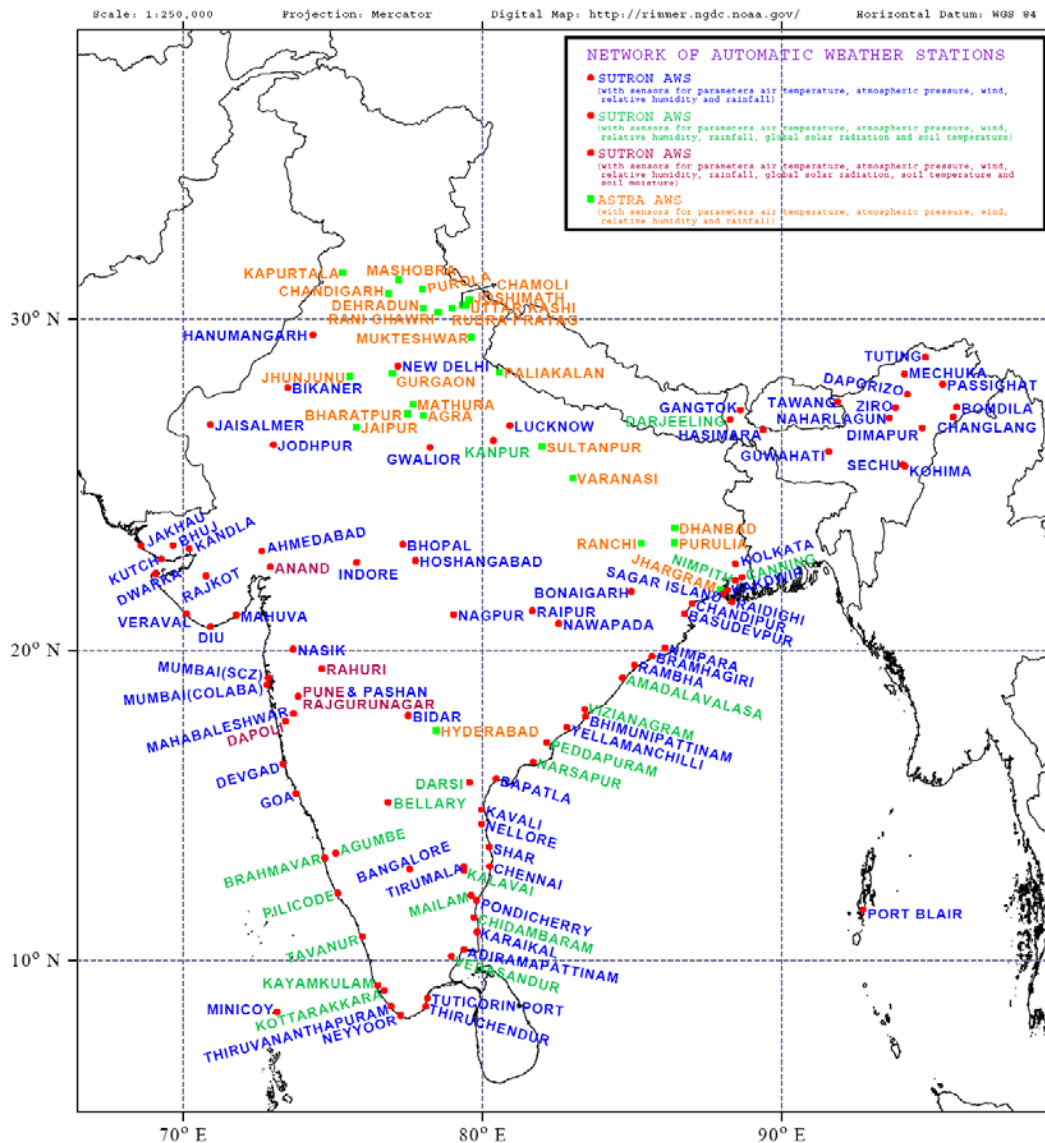 Scale: 1:250,000 Projection: Mercator Digital Map: http://rimmer.ngdc.noaa.gov/ Horizontal Datum: WGS 84
NETWORK OF AUTOMATIC WEATHER STATIONS
SUTRON AWS
(with sensors for parameters air temperature, atmospheric pressure, wind,
relative humidity and rainfall)
SUTRON AWS
(with sensors for parameters air temperature, atmospheric pressure, wind,
relative humidity, rainfall, global solar radiation and soil temperature)
SUTRON AWS
(with sensors for parameters air temperature, atmospheric pressure, wind,
relative humidity, rainfall, global solar radiation, soil temperature and
soil moisture)
ASTRA AWS
(with sensors for parameters air temperature, atmospheric pressure, wind,
relative humidity and rainfall)
KAPURTALA
MASHOBRA
CHANDIGARH
PUROLA
CHAMOLI
JOSHIMATH
DEHRADUN
UTTAR KASHI
RANI CHAWRI
RUDRA PRAYAG
30° N
HANUMANGARH
MUKTESHWAR
NEW DELHI
JHUNJUNU
GURGAON
PALIAKALAN
BIKANER
MATHURA
BHARATPUR
AGRA
JAISALMER
JAIPUR
LUCKNOW
JODHPUR
GWALIOR
KANPUR
SULTANPUR
VARANASI
TUTING
MECHUKA
DAPORIZO
PASSICHAT
TAWANG
ZIRO
BOMDILA
GANGTOK
NAHARLAGUN
CHANGLANG
DARJEELING
HASIMARA
DIMAPUR
GUWAHATI
SECHU
KOHIMA
JAKHAU
BHUJ
KANDLA
AHMEDABAD
BHOPAL
DHANBAD
RANCHI
PURULIA
KUTCH
ANAND
INDORE
HOSHANGABAD
JHARGRAM
NIMPITH
KOLKATA
CANNING
DWARKA
RAJKOT
BONAIGARH
SAGAR ISLAND
KAKDWIP
RAIDIGHI
VERAVAL
MAHUVA
NAGPUR
RAIPUR
CHANDIPUR
DIU
NAWAPADA
BASUDEVPUR
20° N
NASIK
NIMPARA
MUMBAI(SCZ)
RAHURI
BRAMHAGIRI
MUMBAI(COLABA)
RAMBHA
PUNE & PASHAN
AMADALAVALASA
RAJGURUNAGAR
MAHABALESHWAR
BIDAR
VIZIANAGRAM
DAPOLI
HYDERABAD
BHIMUNIPATTINAM
YELLAMANCHILLI
PEDDAPURAM
DEVGAD
NARSAPUR
DARSI
BAPATLA
GOA
BELLARY
KAVALI
NELLORE
AGUMBE
SHAR
BRAHMAVAR
BANGALORE
TIRUMALA
CHENNAI
KALAVAI
PILICODE
MAILAM
PONDICHERRY
CHIDAMBARAM
PORT BLAIR
TAVANUR
KARAIKAL
ADIRAMAPATTINAM
10° N
VEDASANDUR
KAYAMKULAM
KOTTARAKKARA
TUTICORIN PORT
MINICOY
THIRUCHENDUR
THIRUVANANTHAPURAM
NEYYOOR
70° E 80° E 90° E